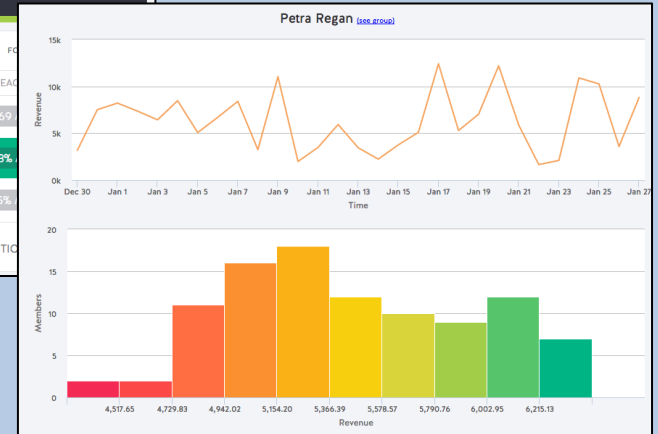 Petra Regan (see group)
15k
10k
5k
0k
Revenue
Dec 30 Jan 1 Jan 3 Jan 5 Jan 7 Jan 9 Jan 11 Jan 13 Jan 15 Jan 17 Jan 19 Jan 21 Jan 23 Jan 25 Jan 27
Time
20
15
10
5
0
Members
4,517.65 4,729.83 4,942.02 5,154.20 5,366.39 5,578.57 5,790.76 6,002.95 6,215.13
Revenue